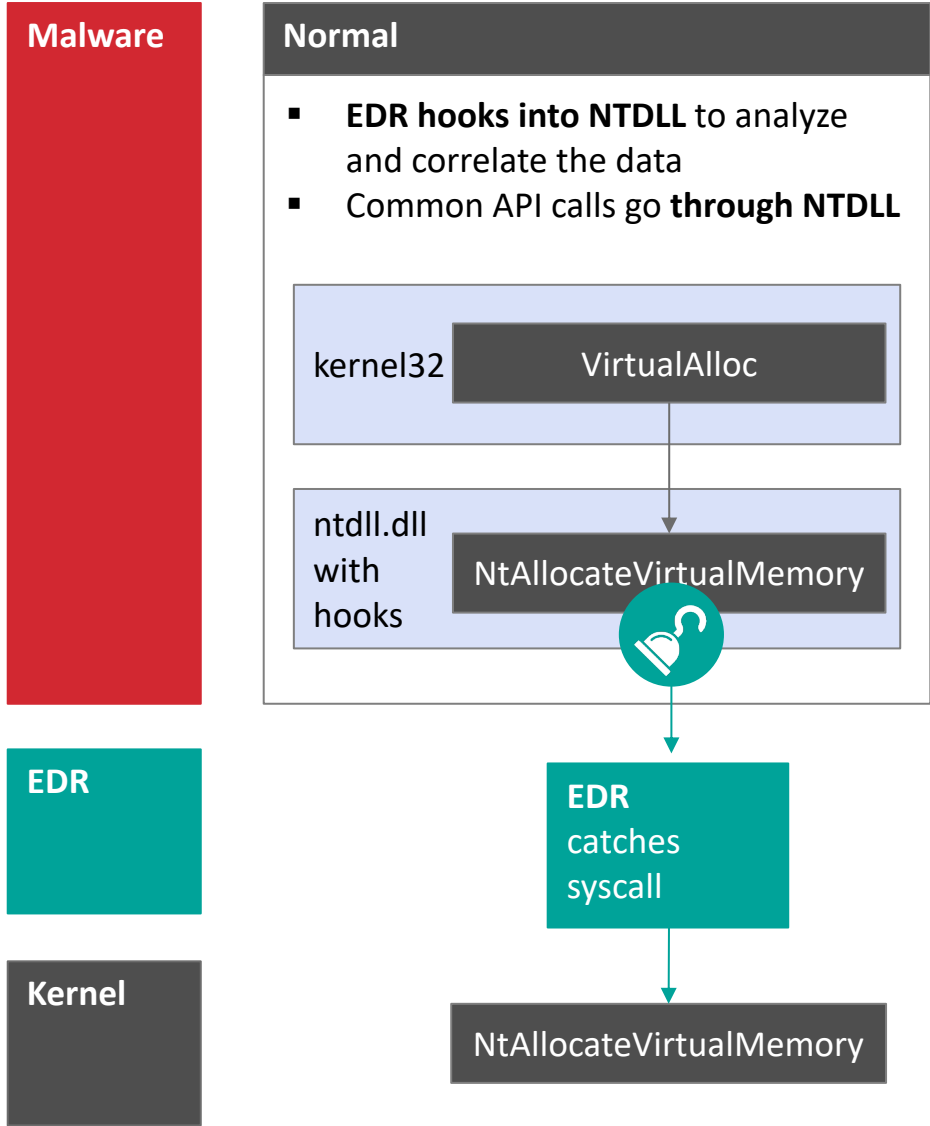 Malware
Normal
▪ EDR hooks into NTDLL to analyze
and correlate the data
▪ Common API calls go through NTDLL
kernel32
VirtualAlloc
ntdll.dll
with
hooks
NtAllocateVirtualMemory
EDR
EDR
catches
syscall
Kernel
NtAllocateVirtualMemory